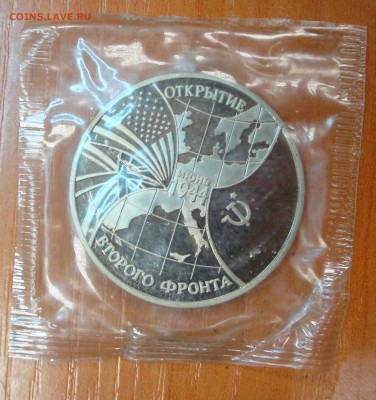 COINS.LAVE.RU
ОТКРЫТИЕ
ИЮНЬ
1944
ВТОРОГО ФРОНТА